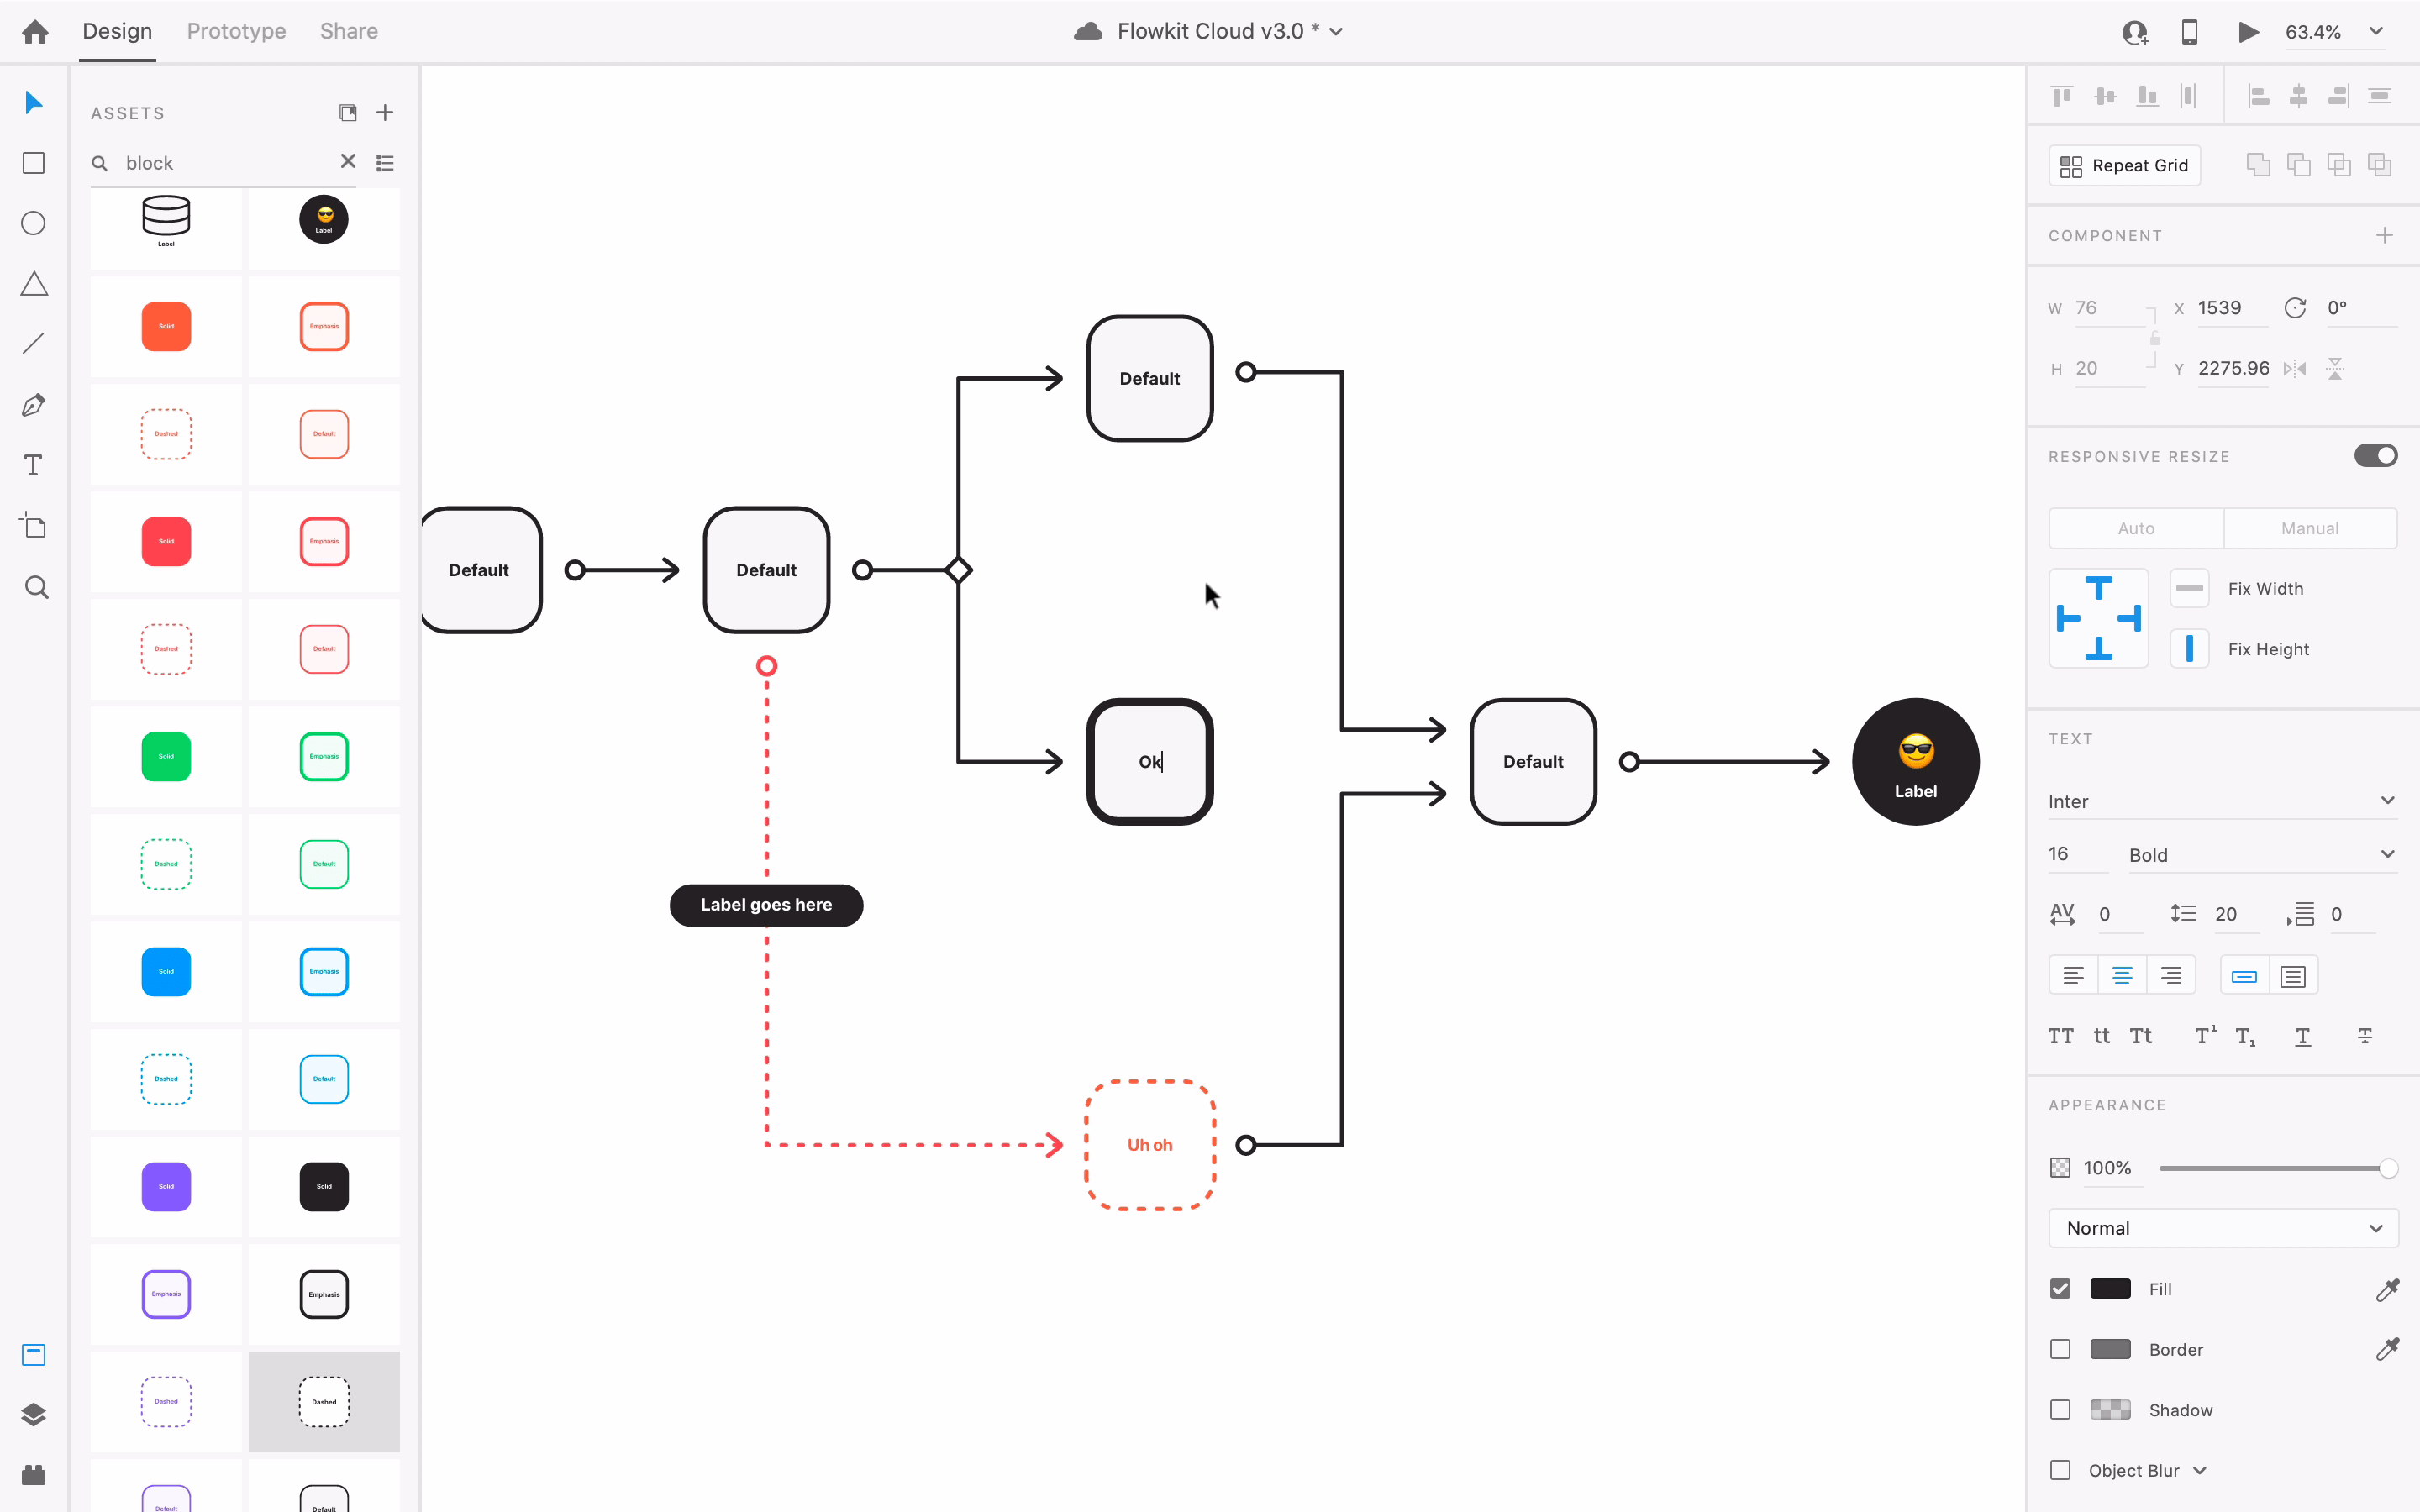 Design Prototype Share
Flowkit Cloud v3.0 *
63.4%
ASSETS
block
Label
Label
Solid
Emphasis
Dashed
Default
Solid
Emphasis
Dashed
Default
Solid
Emphasis
Dashed
Default
Solid
Emphasis
Dashed
Default
Solid
Solid
Emphasis
Emphasis
Dashed
Dashed
Default
Default
Default
Default
Default
Ok
Default
Label
Label goes here
Uh oh
Repeat Grid
COMPONENT
W 76 X 1539 0°
H 20 Y 2275.96
RESPONSIVE RESIZE
Auto Manual
Fix Width
Fix Height
TEXT
Inter
16 Bold
AV 0 20 0
TT tt Tt T1 T1 T T
APPEARANCE
100%
Normal
Fill
Border
Shadow
Object Blur